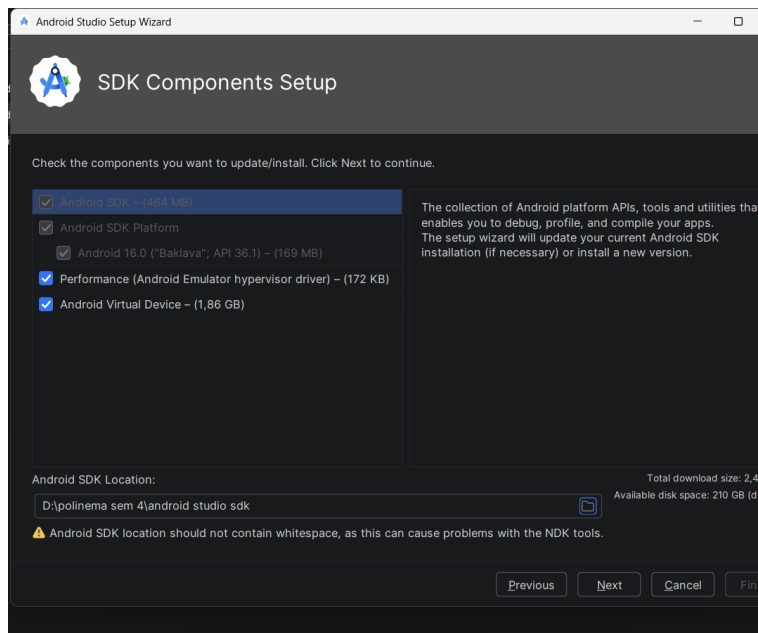 Android Studio Setup Wizard
SDK Components Setup
Check the components you want to update/install. Click Next to continue.
Android SDK – (464 MB)
Android SDK Platform
Android 16.0 ("Baklava"; API 36.1) – (169 MB)
Performance (Android Emulator hypervisor driver) – (172 KB)
Android Virtual Device – (1,86 GB)
The collection of Android platform APIs, tools and utilities tha
enables you to debug, profile, and compile your apps.
The setup wizard will update your current Android SDK
installation (if necessary) or install a new version.
Android SDK Location:
Total download size: 2,4
Available disk space: 210 GB (d
D:\polinema sem 4\android studio sdk
Android SDK location should not contain whitespace, as this can cause problems with the NDK tools.
Previous
Next
Cancel
Fin